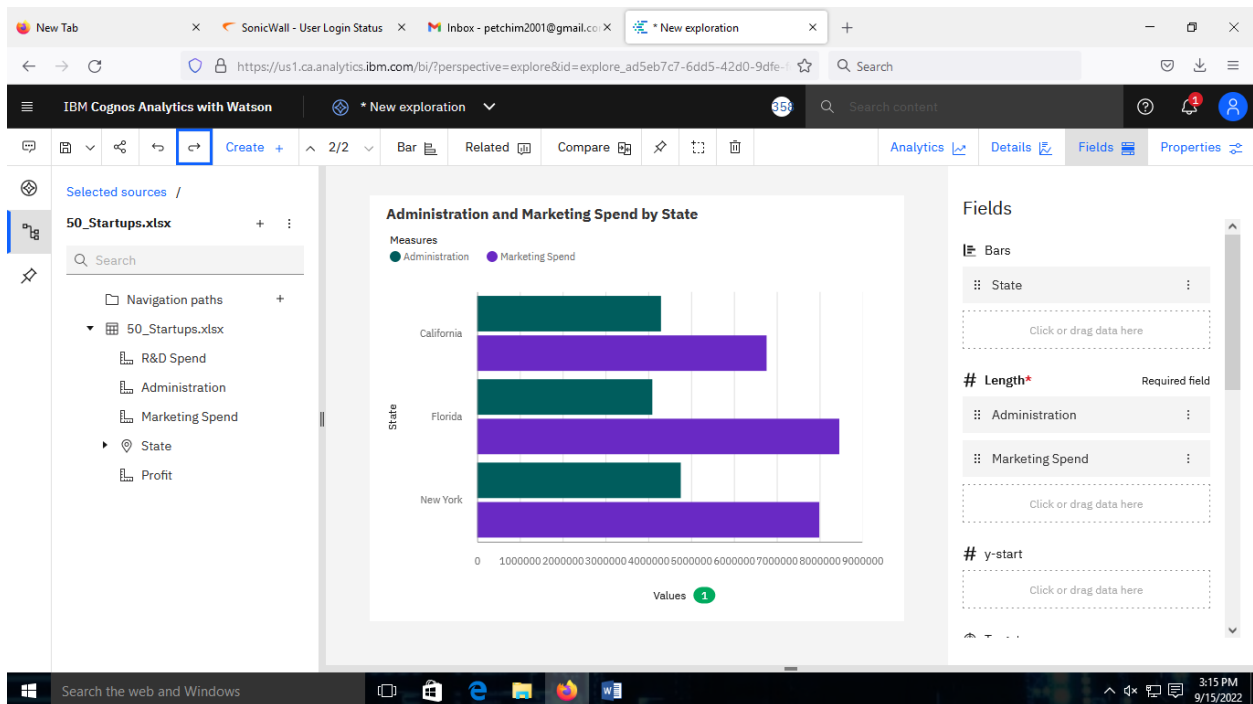 New Tab
SonicWall - User Login Status
Inbox - petchim2001@gmail.co
* New exploration
https://us1.ca.analytics.ibm.com/bi/?perspective=explore&id=explore_ad5eb7c7-6dd5-42d0-9dfe-f
Search
IBM Cognos Analytics with Watson
* New exploration
358
Search content
1
Create +
2/2
Bar
Related
Compare
Analytics
Details
Fields
Properties
Selected sources /
50_Startups.xlsx
Search
Navigation paths
50_Startups.xlsx
R&D Spend
Administration
Marketing Spend
State
Profit
Administration and Marketing Spend by State
Measures
Administration Marketing Spend
State
California
Florida
New York
0 1000000 2000000 3000000 4000000 5000000 6000000 7000000 8000000 9000000
Values 1
Fields
Bars
State
Click or drag data here
# Length* Required field
Administration
Marketing Spend
Click or drag data here
# y-start
Click or drag data here
Search the web and Windows
3:15 PM
9/15/2022